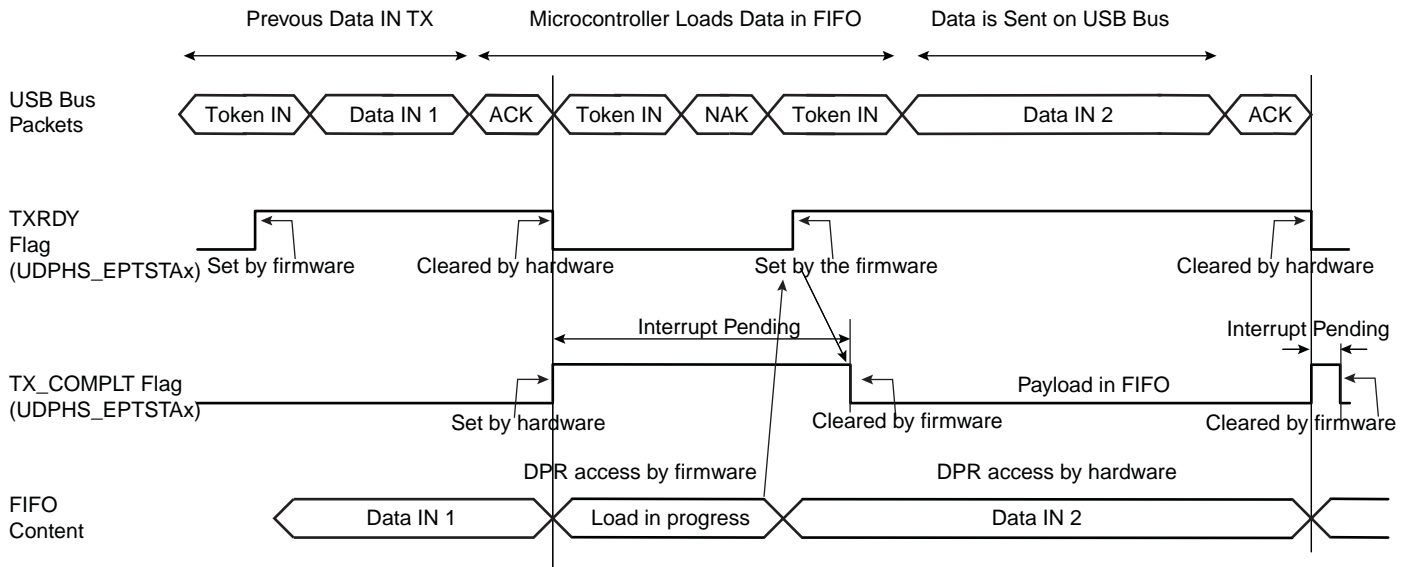 Prevous Data IN TX
Microcontroller Loads Data in FIFO
Data is Sent on USB Bus
USB Bus
Packets
Token IN
Data IN 1
ACK
Token IN
NAK
Token IN
Data IN 2
ACK
TXRDY
Flag
(UDPHS_EPTSTAx)
Set by firmware
Cleared by hardware
Set by the firmware
Cleared by hardware
Interrupt Pending
Interrupt Pending
TX_COMPLT Flag
(UDPHS_EPTSTAx)
Payload in FIFO
Set by hardware
Cleared by firmware
Cleared by firmware
DPR access by firmware
DPR access by hardware
FIFO
Content
Data IN 1
Load in progress
Data IN 2